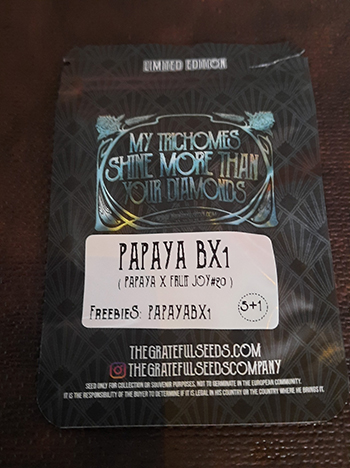 LIMITED EDITION
MY TRICHOMES
SHINE MORE THAN
YOUR DIAMONDS
PAPAYA BX1
( PAPAYA X FRUIT JOY#20 )
FREEBIES: PAPAYABX1
5+1
THEGRATEFULSEEDS.COM
THEGRATEFULSEEDSCOMPANY
SEED ONLY FOR COLLECTION OR SOUVENIR PURPOSES, NOT TO GERMINATE IN THE EUROPEAN COMMUNITY.
IT IS THE RESPONSIBILITY OF THE BUYER TO DETERMINE IF IT IS LEGAL IN HIS COUNTRY OR THE COUNTRY WHERE HE BRINGS IT.